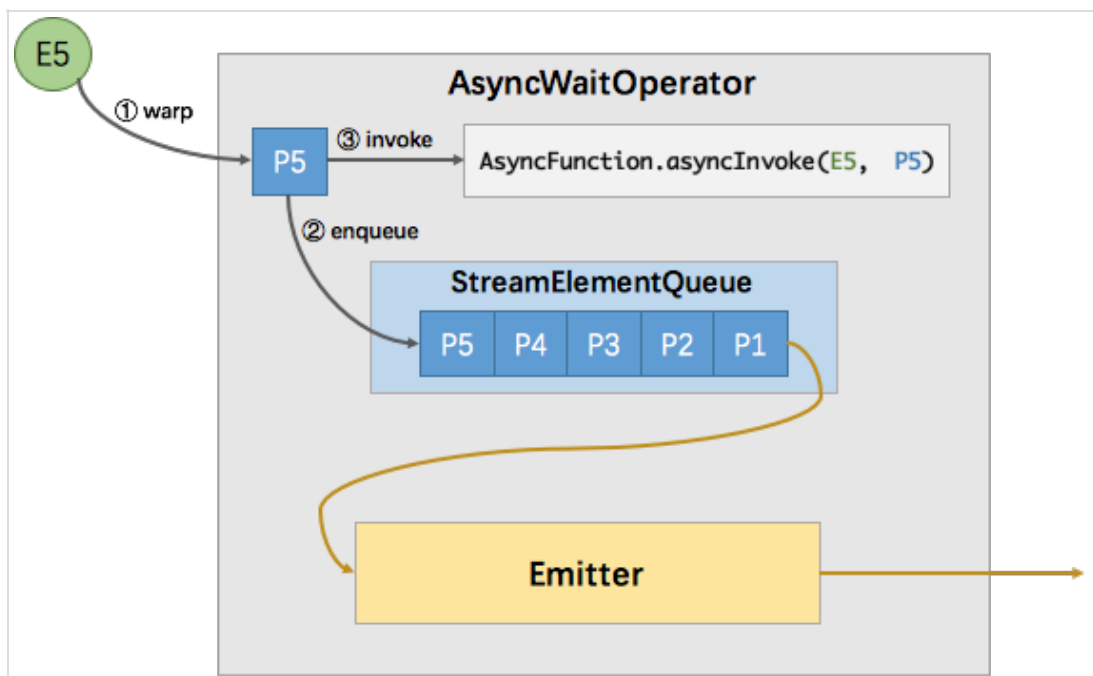 E5
AsyncWaitOperator
① warp
P5
③ invoke
AsyncFunction.asyncInvoke(E5, P5)
② enqueue
StreamElementQueue
P5 P4 P3 P2 P1
Emitter